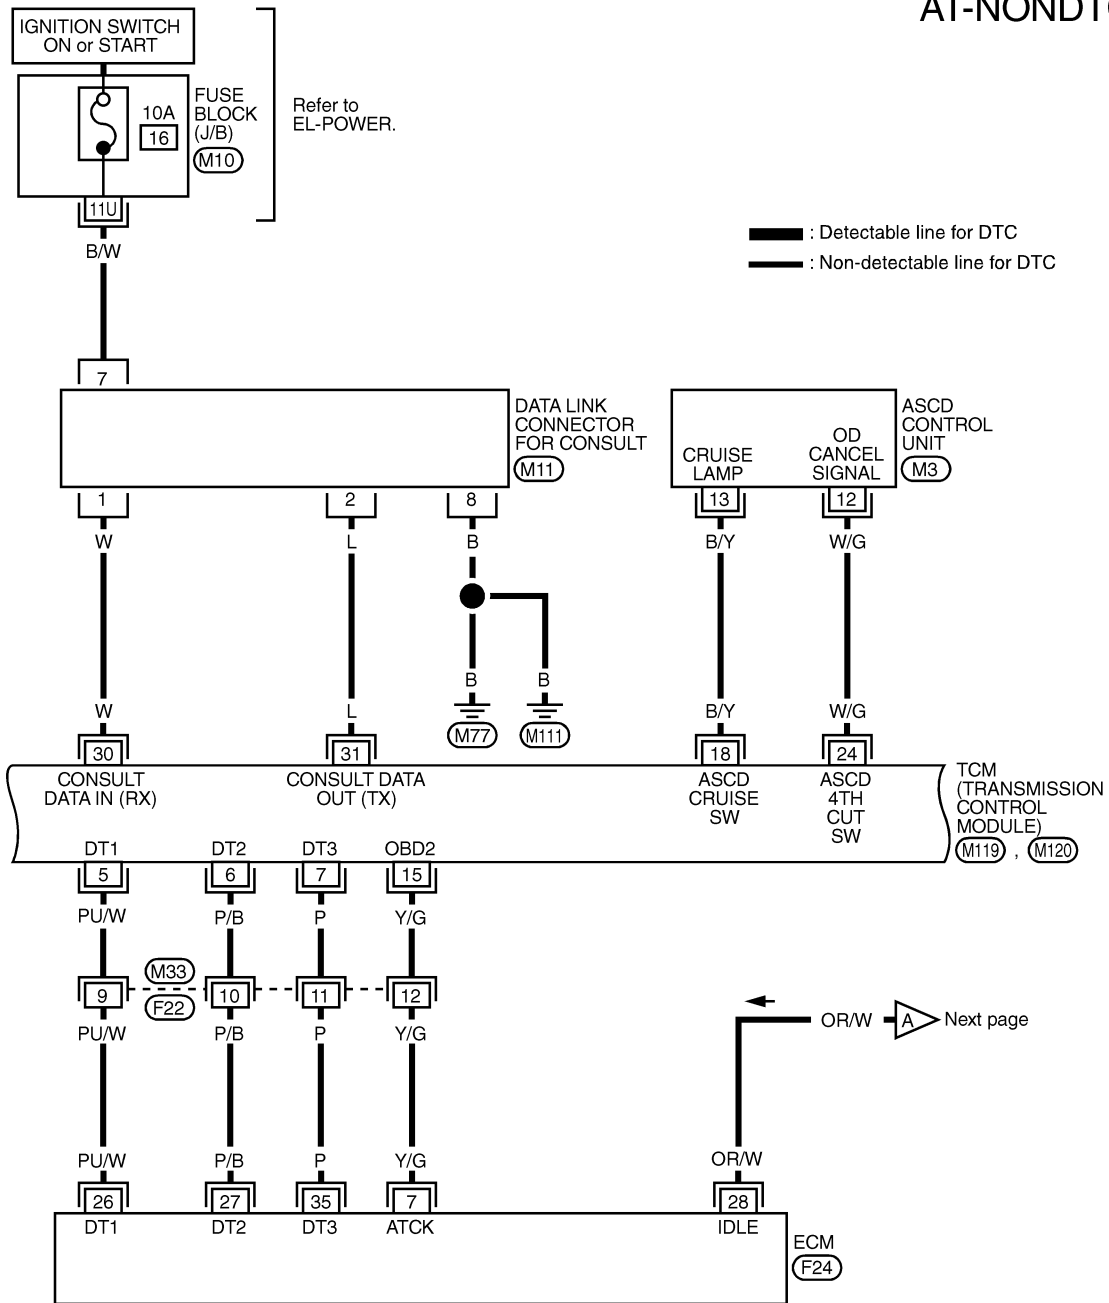 AT-NONDTC
IGNITION SWITCH
ON or START
10A
16
FUSE
BLOCK
(J/B)
M10
Refer to
EL-POWER.
11U
B/W
: Detectable line for DTC
: Non-detectable line for DTC
7
DATA LINK
CONNECTOR
FOR CONSULT
M11
CRUISE
LAMP
OD
CANCEL
SIGNAL
ASCD
CONTROL
UNIT
M3
1 2 8 13 12
W L B B/Y W/G
B B
W L B/Y W/G
M77 M111
30 31 18 24
CONSULT
DATA IN (RX)
CONSULT DATA
OUT (TX)
ASCD
CRUISE
SW
ASCD
4TH
CUT
SW
TCM
(TRANSMISSION
CONTROL
MODULE)
M119 , M120
DT1 DT2 DT3 OBD2
5 6 7 15
PU/W P/B P Y/G
M33
9 10 11 12
F22
PU/W P/B P Y/G
OR/W A Next page
PU/W P/B P Y/G OR/W
26 27 35 7 28
DT1 DT2 DT3 ATCK IDLE
ECM
F24